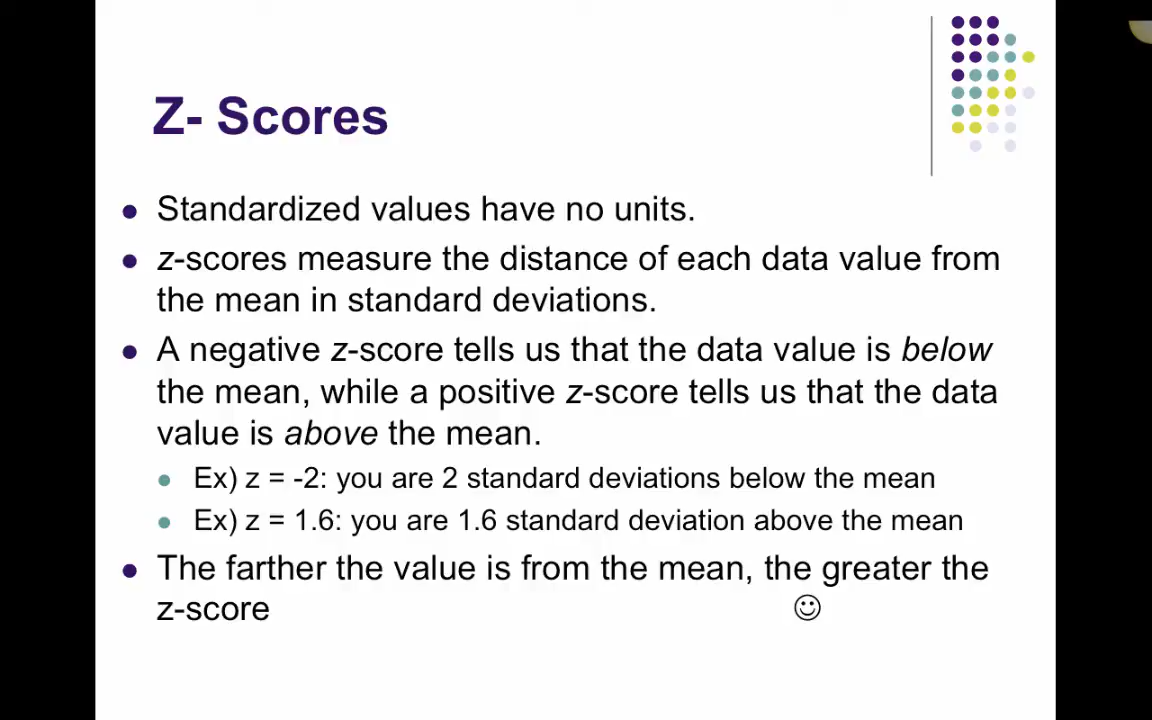 Z- Scores
Standardized values have no units.
z-scores measure the distance of each data value from
the mean in standard deviations.
A negative z-score tells us that the data value is below
the mean, while a positive z-score tells us that the data
value is above the mean.
Ex) z = -2: you are 2 standard deviations below the mean
Ex) z = 1.6: you are 1.6 standard deviation above the mean
The farther the value is from the mean, the greater the
z-score ☺